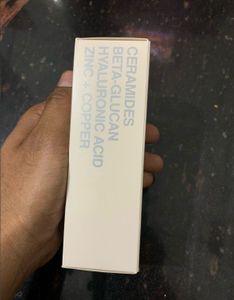 CERAMIDES
BETA-GLUCAN
HYALURONIC ACID
ZINC + COPPER